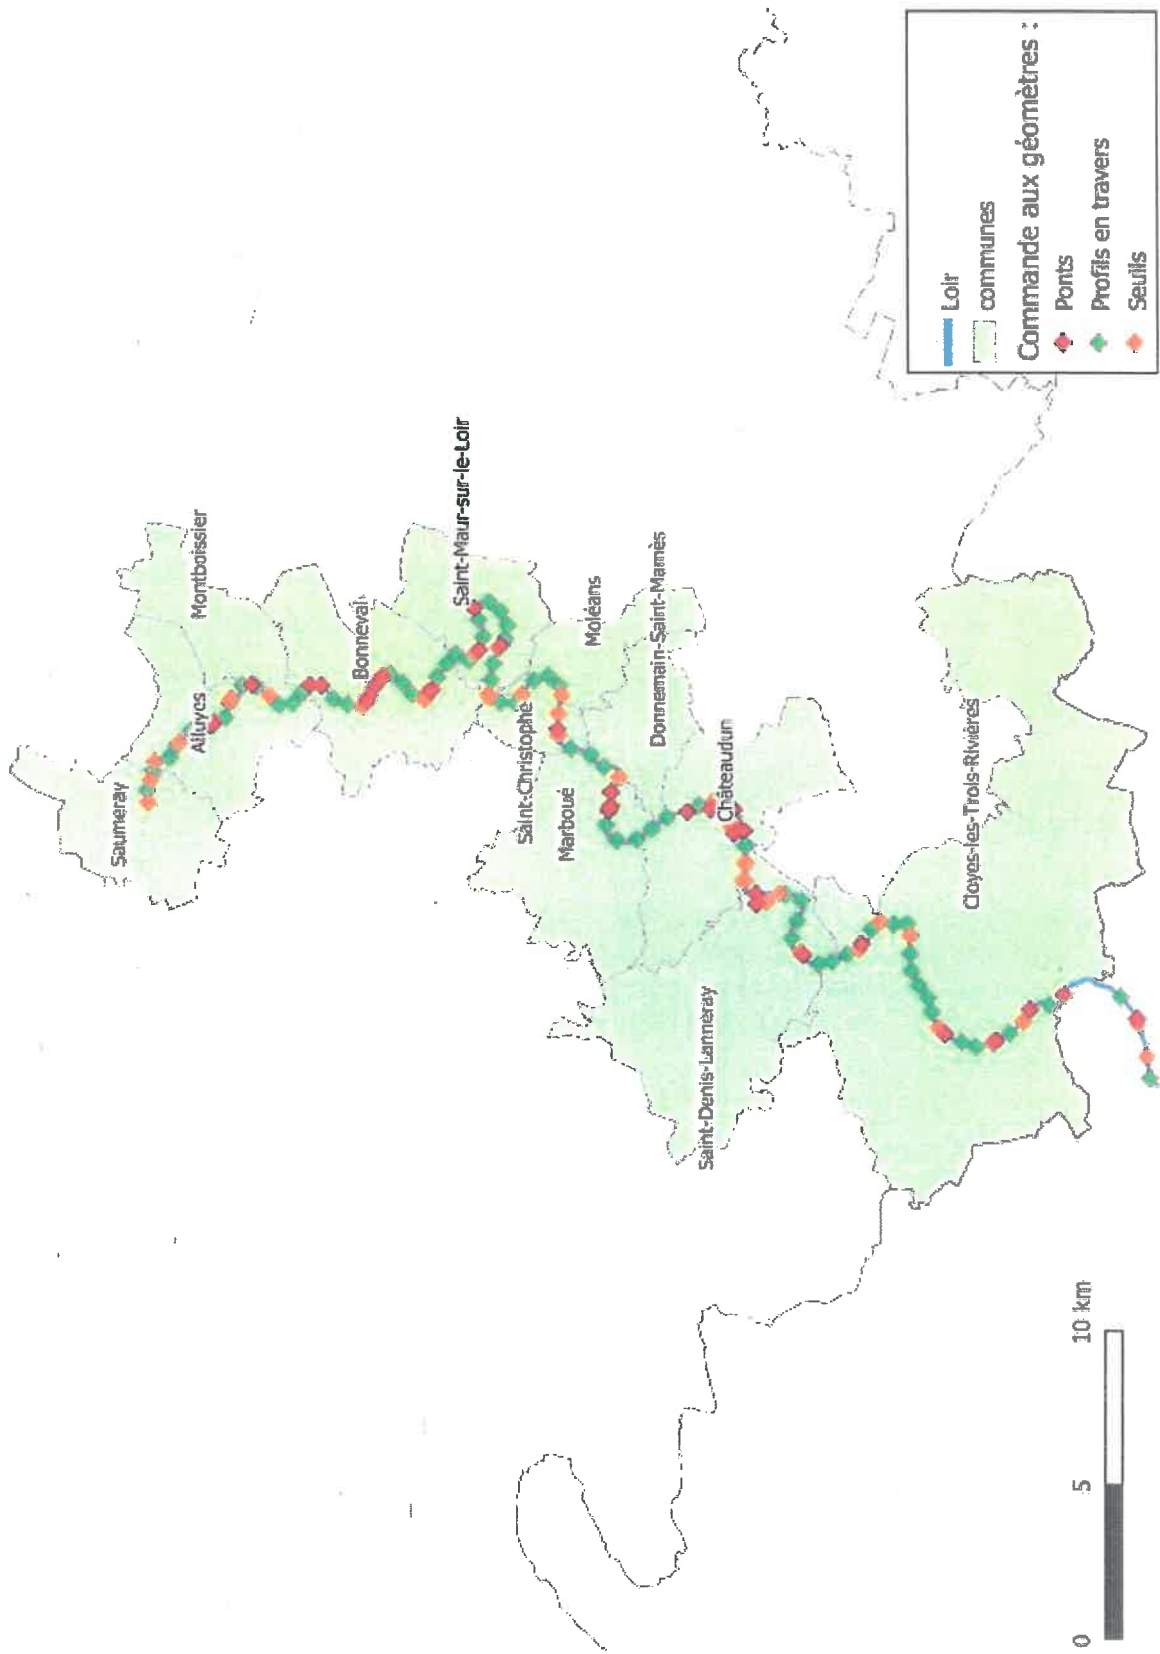 Saumeray
Alluyes
Montboissier
Bonneval
Saint-Maur-sur-le-Loir
Saint-Christophe
Marboué
Moléans
Donnemain-Saint-Mamès
Châteaudun
Saint-Denis-Lanneray
Cloyes-les-Trois-Rivières
Loir
communes
Commande aux géomètres :
Ponts
Profils en travers
Seuils
0 5 10 km